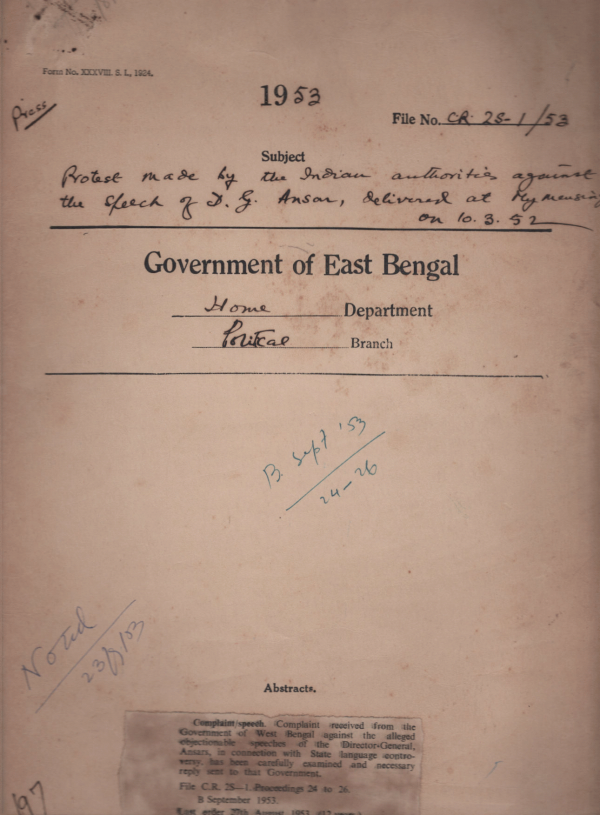 Form No. XXXVIII. S. I., 1924.
1953
Press
File No. CR. 2S-1/53
Subject
Protest made by the Indian authorities against
the speech of D. G. Ansar, delivered at Mymensing
on 10. 3. 52
Government of East Bengal
Home Department
Political Branch
B Sept '53
24-26
Noted
Abstracts.
Complaint speech. Complaint received from the
Government of West Bengal against the alleged
objectionable speeches of the Director-General,
Ansars, in connection with State language contro-
versy has been carefully examined and necessary
reply sent to that Government.
File C.R. 2S—1. Proceedings 24 to 26.
B September 1953.
197